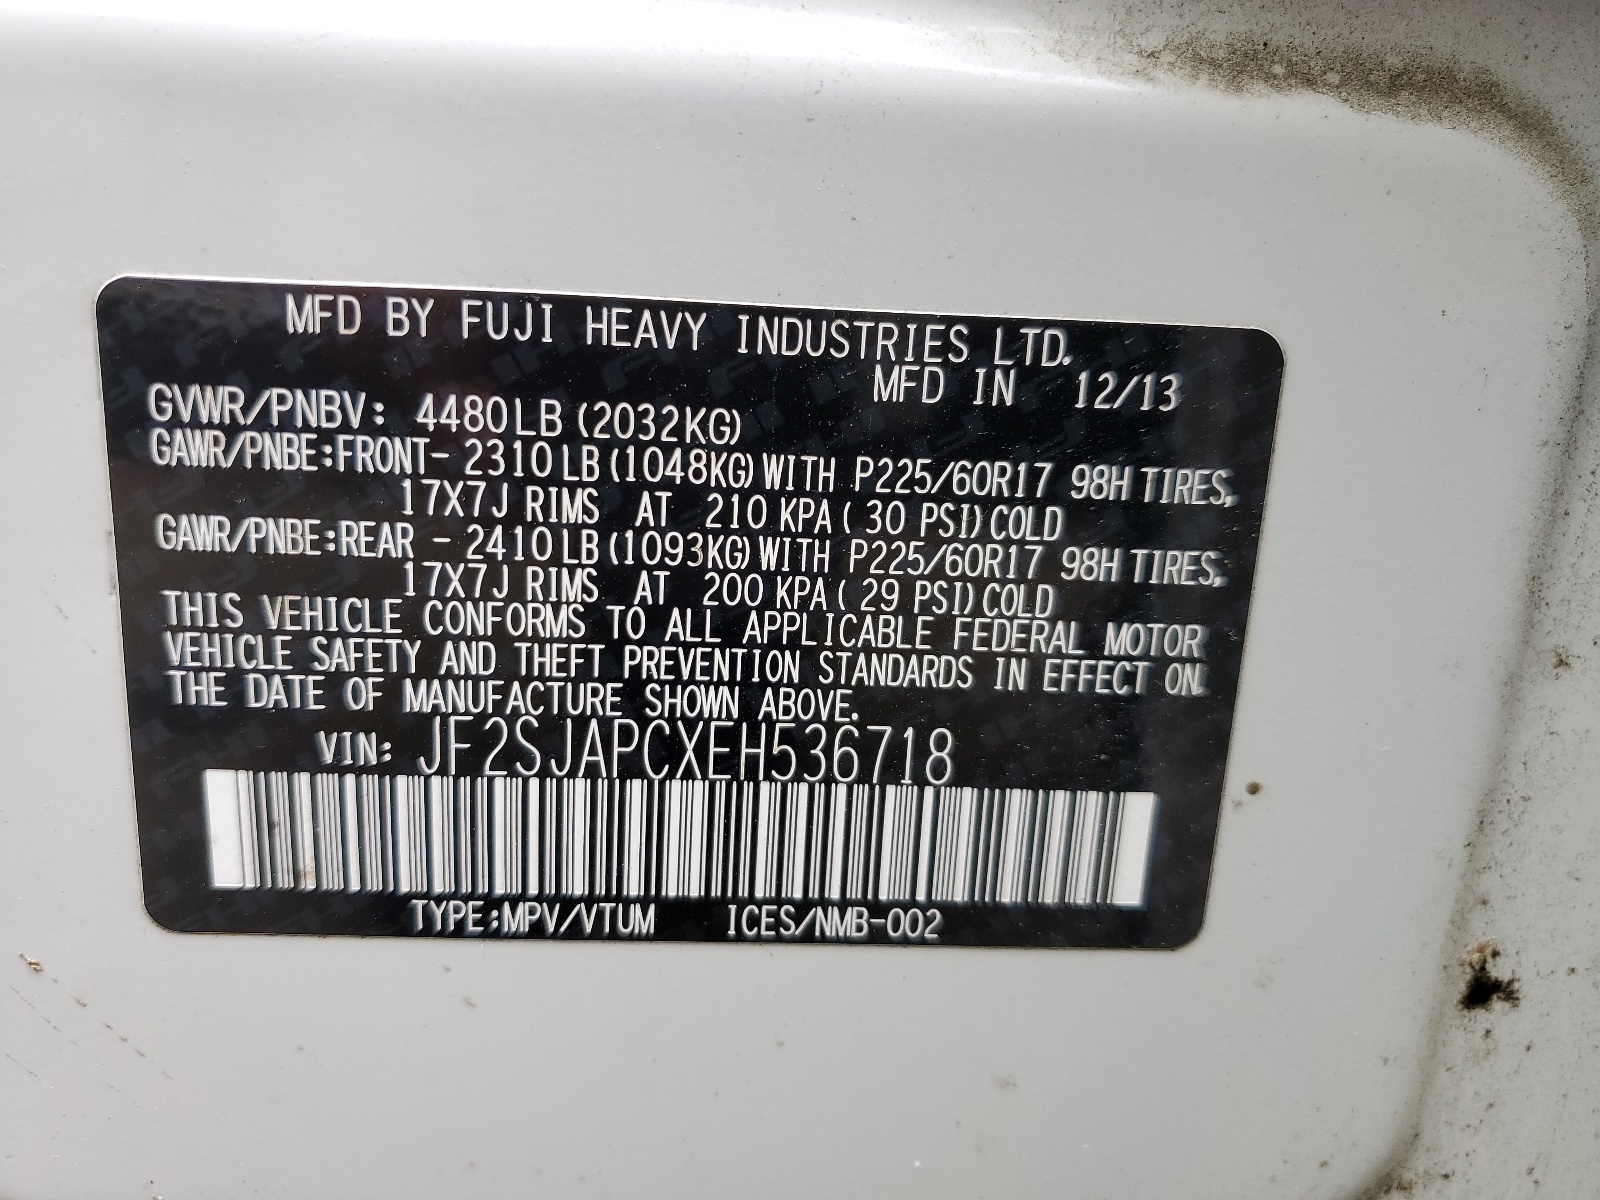 MFD BY FUJI HEAVY INDUSTRIES LTD.
MFD IN 12/13
GVWR/PNBV: 4480LB (2032KG)
GAWR/PNBE:FRONT- 2310LB (1048KG) WITH P225/60R17 98H TIRES,
17X7J RIMS AT 210 KPA ( 30 PSI) COLD
GAWR/PNBE:REAR - 2410LB (1093KG) WITH P225/60R17 98H TIRES,
17X7J RIMS AT 200 KPA ( 29 PSI) COLD
THIS VEHICLE CONFORMS TO ALL APPLICABLE FEDERAL MOTOR
VEHICLE SAFETY AND THEFT PREVENTION STANDARDS IN EFFECT ON
THE DATE OF MANUFACTURE SHOWN ABOVE.
VIN: JF2SJAPCXEH536718
TYPE:MPV/VTUM ICES/NMB-002